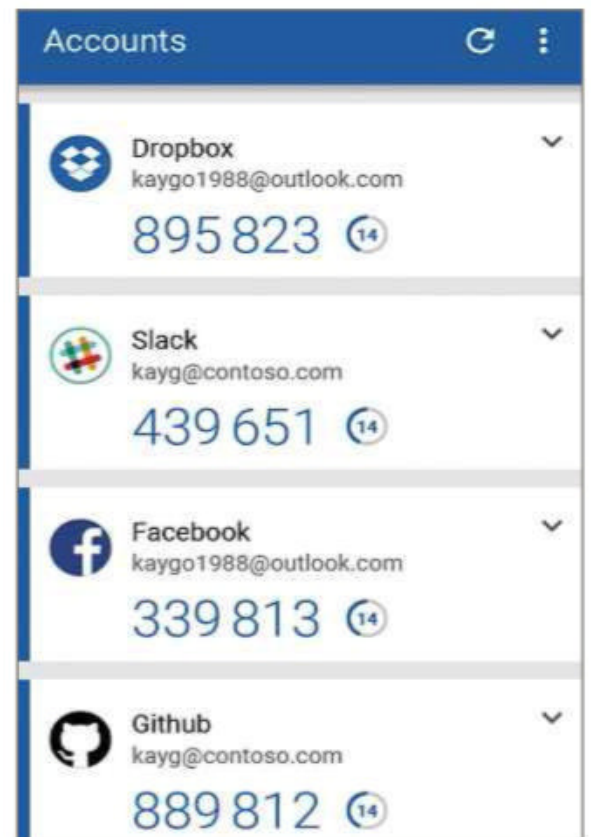 Accounts
Dropbox
kaygo1988@outlook.com
895 823 14
Slack
kayg@contoso.com
439 651 14
Facebook
kaygo1988@outlook.com
339 813 14
Github
kayg@contoso.com
889 812 14